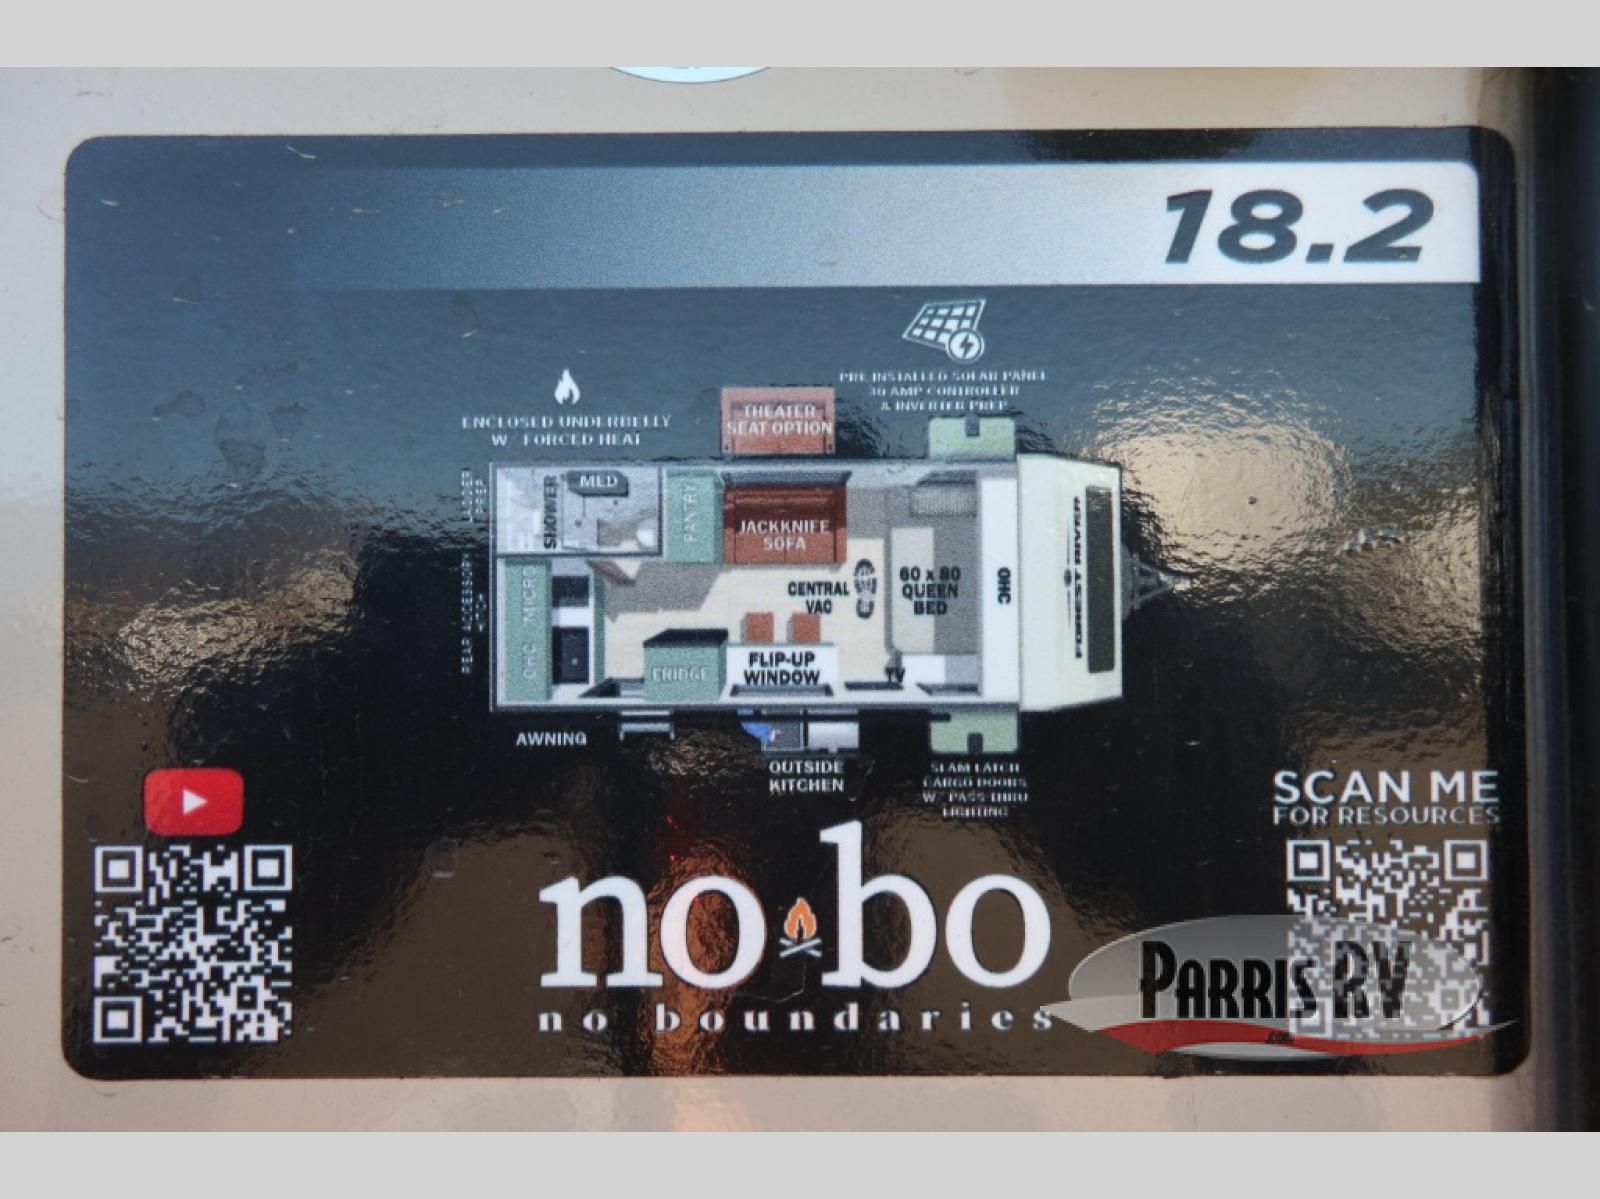 18.2
PRE INSTALLED SOLAR PANEL
30 AMP CONTROLLER
& INVERTER PREP
ENCLOSED UNDERBELLY
W/ FORCED HEAT
THEATER
SEAT OPTION
LADDER
PREP
SHOWER
MED
PANTRY
JACKKNIFE
SOFA
CENTRAL
VAC
60 x 80
QUEEN
BED
OHC
FOREST RIVER
REAR ACCESSORY
HITCH
OHC
MICRO
FRIDGE
FLIP-UP
WINDOW
TV
AWNING
OUTSIDE
KITCHEN
SLAM LATCH
CARGO DOORS
W/ PASS-THRU
LIGHTING
SCAN ME
FOR RESOURCES
nobo
no boundaries
PARRIS RV
.com